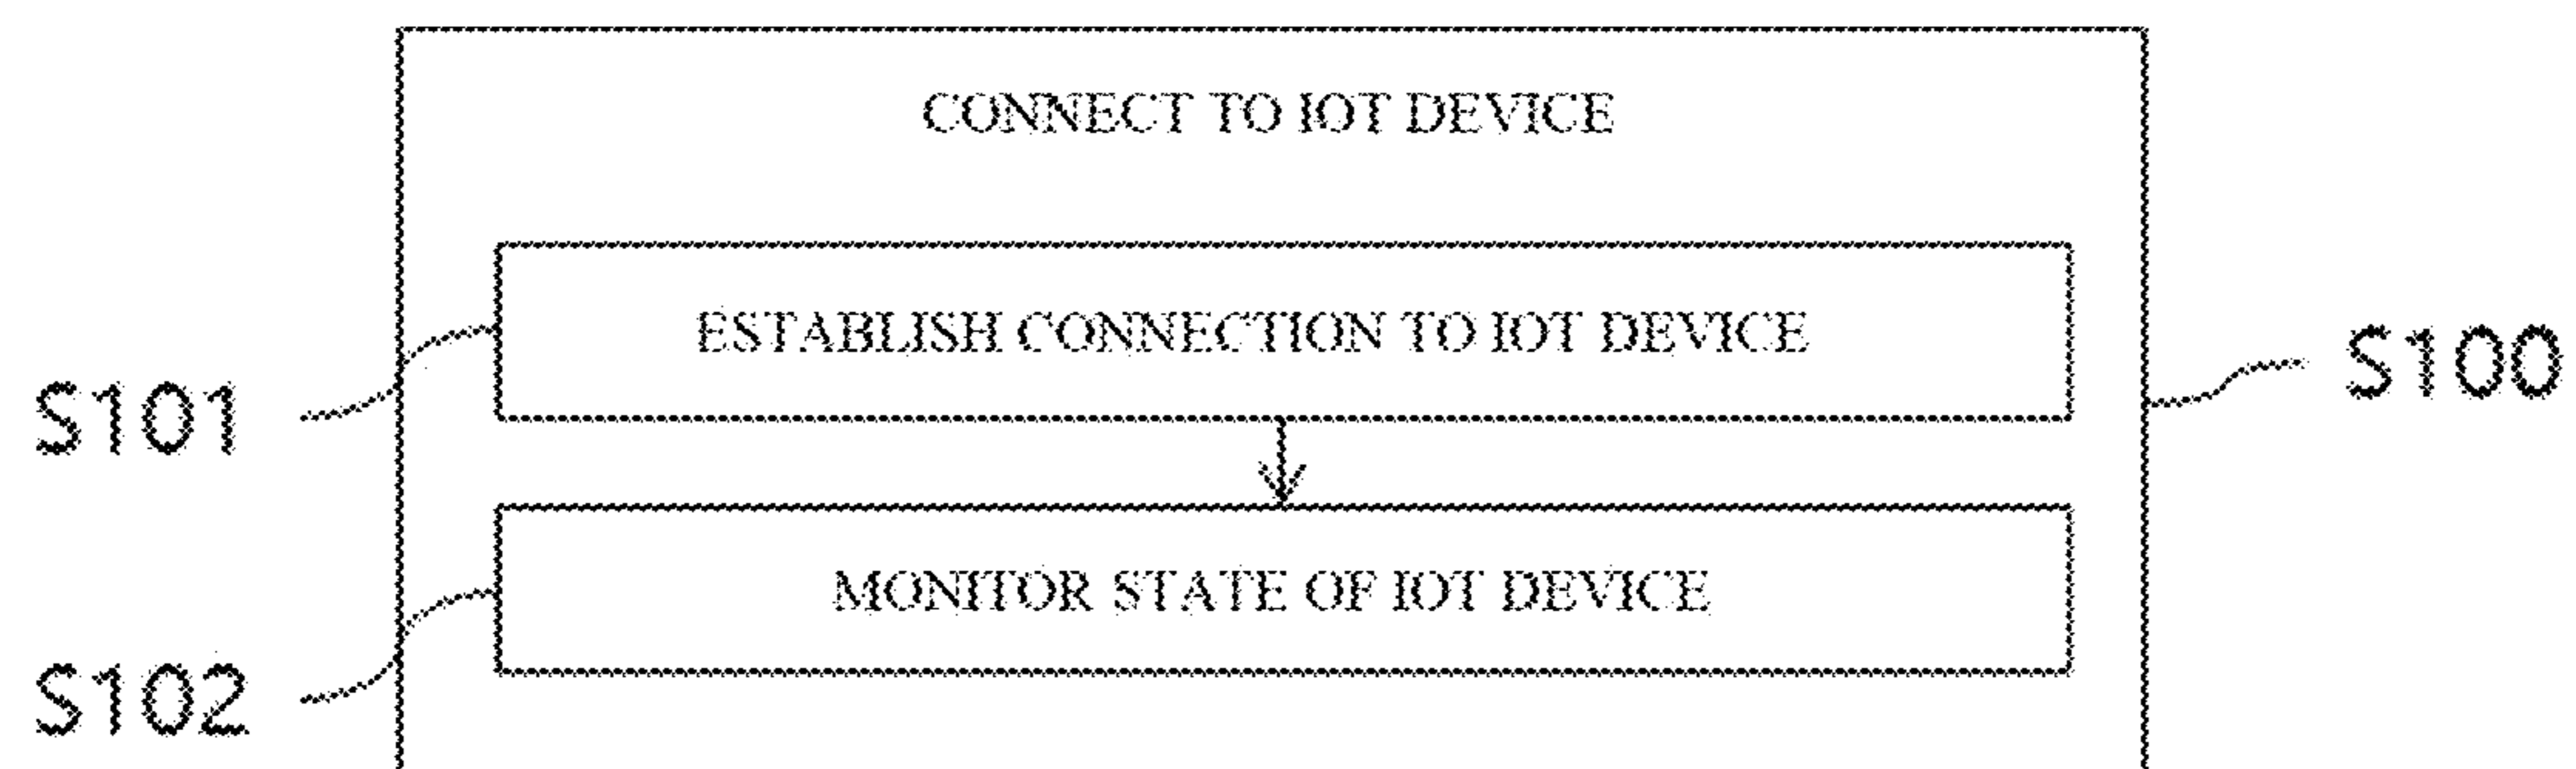 CONNECT TO IOT DEVICE
ESTABLISH CONNECTION TO IOT DEVICE
S100
S101
MONITOR STATE OF IOT DEVICE
S102